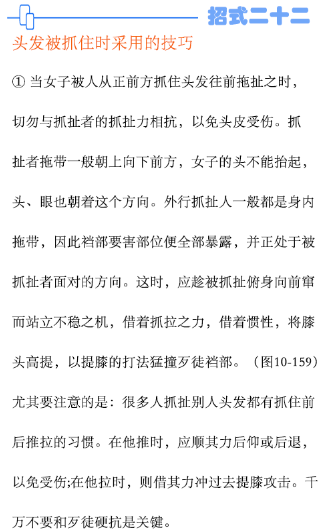 招式二十二
头发被抓住时采用的技巧
① 当女子被人从正前方抓住头发往前拖扯之时，
切勿与抓扯者的抓扯力相抗，以免头皮受伤。抓
扯者拖带一般朝上向下前方，女子的头不能抬起，
头、眼也朝着这个方向。外行抓扯人一般都是身内
拖带，因此裆部要害部位便全部暴露，并正处于被
抓扯者面对的方向。这时，应趁被抓扯俯身向前窜
而站立不稳之机，借着抓拉之力，借着惯性，将膝
头高提，以提膝的打法猛撞歹徒裆部。（图10-159）
尤其要注意的是：很多人抓扯别人头发都有抓住前
后推拉的习惯。在他推时，应顺其力后仰或后退，
以免受伤;在他拉时，则借其力冲过去提膝攻击。千
万不要和歹徒硬抗是关键。